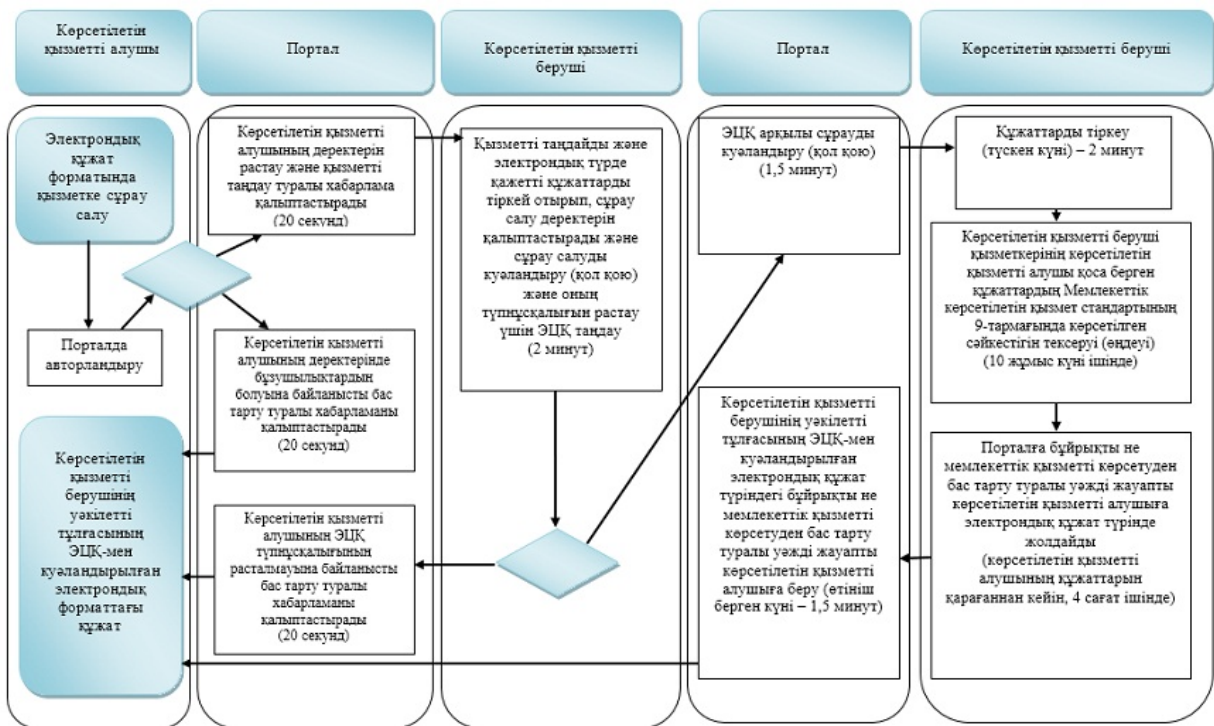 Көрсетілетін
қызметті алушы
Портал
Көрсетілетін қызметті
беруші
Портал
Көрсетілетін қызметті беруші
Электрондық
құжат
форматында
қызметке сұрау
салу
Порталда
авторландыру
Көрсетілетін
қызметті
берушінің
уәкілетті
тұлғасының
ЭЦҚ-мен
куәландырылған
электрондық
форматтағы
құжат
Көрсетілетін қызметті
алушының деректерін
растау және қызметті
таңдау туралы хабарлама
қалыптастырады
(20 секунд)
Көрсетілетін қызметті
алушының деректерінде
бұзушылықтардын
болуына байланысты бас
тарту туралы хабарламаны
қалыптастырады
(20 секунд)
Көрсетілетін қызметті
алушынын ЭЦҚ
түпнұсқалығының
расталмауына байланысты
бас тарту туралы
хабарламаны
қалыптастырады
(20 секунд)
Қызметті таңдайды және
электрондық түрде
қажетті құжаттарды
тіркей отырып, сұрау
салу деректерін
қалыптастырады және
сұрау салуды
куәландыру (қол қою)
және оның
түпнұсқалығын растау
үшін ЭЦҚ таңдау
(2 минут)
ЭЦҚ арқылы сұрауды
куәландыру (қол қою)
(1,5 минут)
Көрсетілетін қызметті
берушінің уәкілетті
тұлғасының ЭЦҚ-мен
куәландырылған
электрондық құжат
түріндегі бұйрықты не
мемлекеттік қызметті
көрсетуден бас тарту
туралы уәжді жауапты
көрсетілетін қызметті
алушыға беру (өтініш
берген күні – 1,5 минут)
Құжаттарды тіркеу
(түскен күні) – 2 минут
Көрсетілетін қызметті беруші
қызметкерінің көрсетілетін
қызметті алушы қоса берген
құжаттардың Мемлекеттік
көрсетілетін қызмет стандартының
9-тармағында көрсетілген
сәйкестігін тексеруі (өңдеуі)
(10 жұмыс күні ішінде)
Порталға бұйрықты не
мемлекеттік қызметті көрсетуден
бас тарту туралы уәжді жауапты
көрсетілетін қызметті алушыға
электрондық құжат түрінде
жолдайды
(көрсетілетін қызметті
алушының құжаттарын
қарағаннан кейін, 4 сағат ішінде)